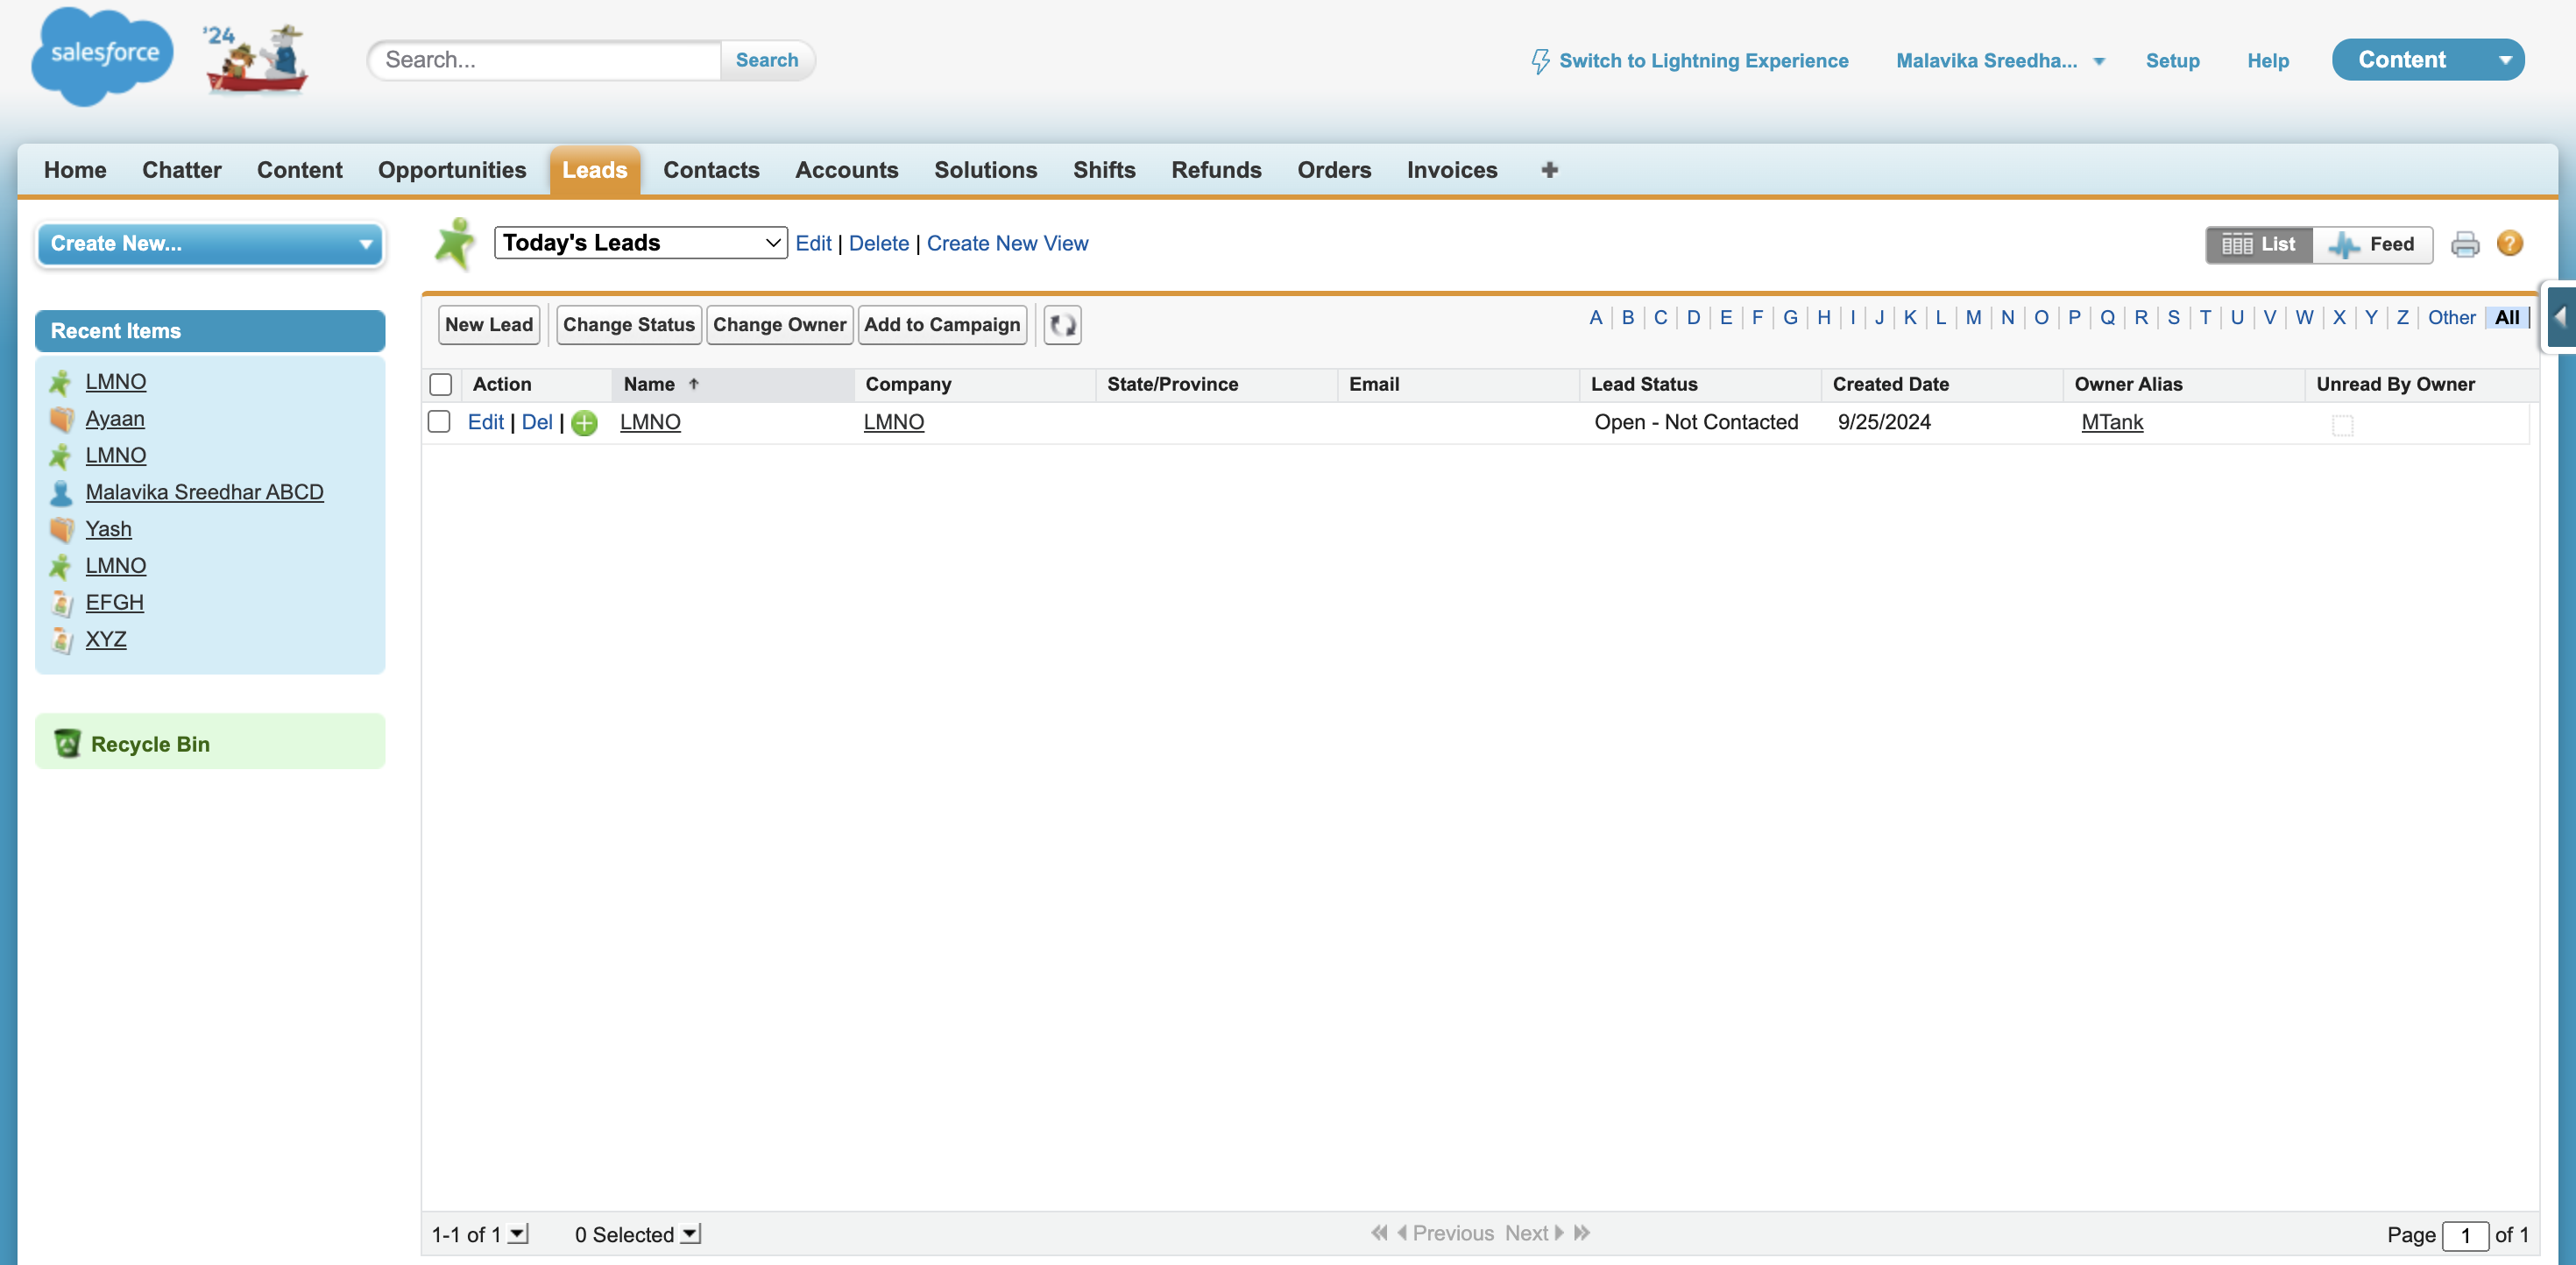 salesforce
'24
Search...
Search
Switch to Lightning Experience
Malavika Sreedha...
Setup
Help
Content
Home
Chatter
Content
Opportunities
Leads
Contacts
Accounts
Solutions
Shifts
Refunds
Orders
Invoices
Create New...
Today's Leads
Edit | Delete | Create New View
List
Feed
?
Recent Items
LMNO
Ayaan
LMNO
Malavika Sreedhar ABCD
Yash
LMNO
EFGH
XYZ
Recycle Bin
New Lead
Change Status
Change Owner
Add to Campaign
A | B | C | D | E | F | G | H | I | J | K | L | M | N | O | P | Q | R | S | T | U | V | W | X | Y | Z | Other | All |
Action Name Company State/Province Email Lead Status Created Date Owner Alias Unread By Owner
Edit | Del | LMNO LMNO Open - Not Contacted 9/25/2024 MTank
1-1 of 1
0 Selected
Previous Next
Page 1 of 1